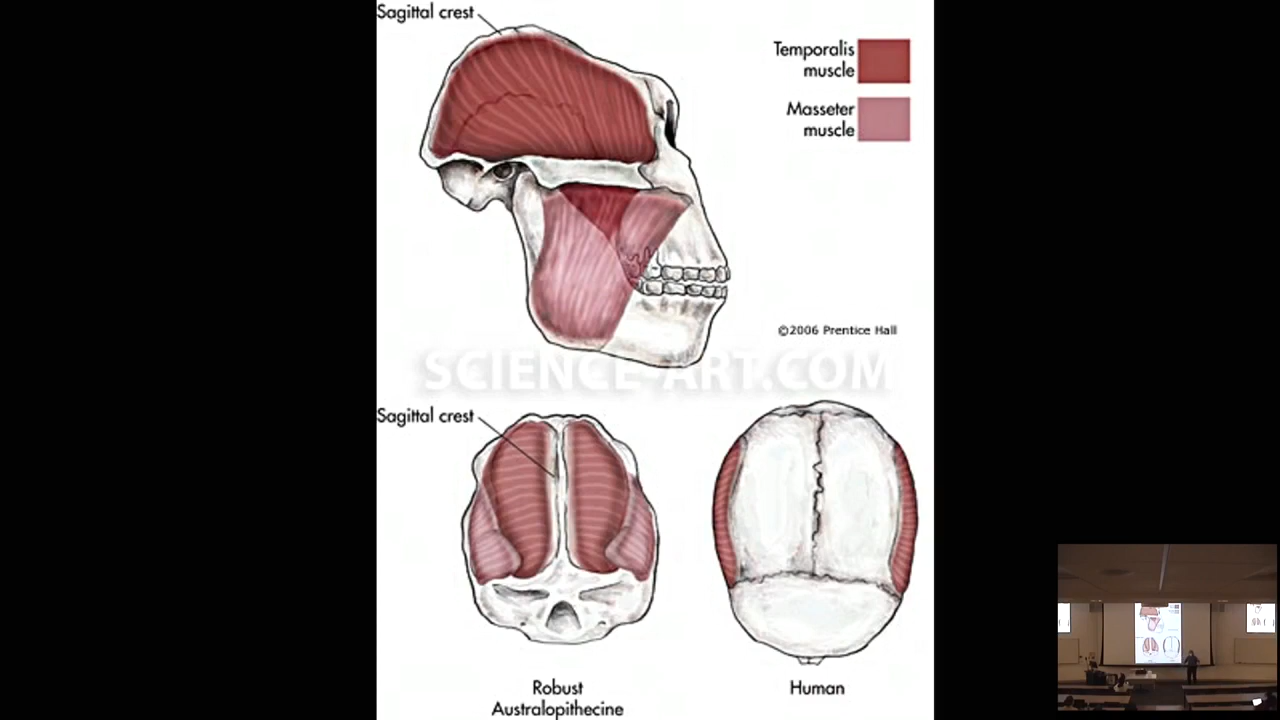 Sagittal crest
Temporalis
muscle
Masseter
muscle
©2006 Prentice Hall
SCIENCE-ART.COM
Sagittal crest
Robust
Australopithecine
Human